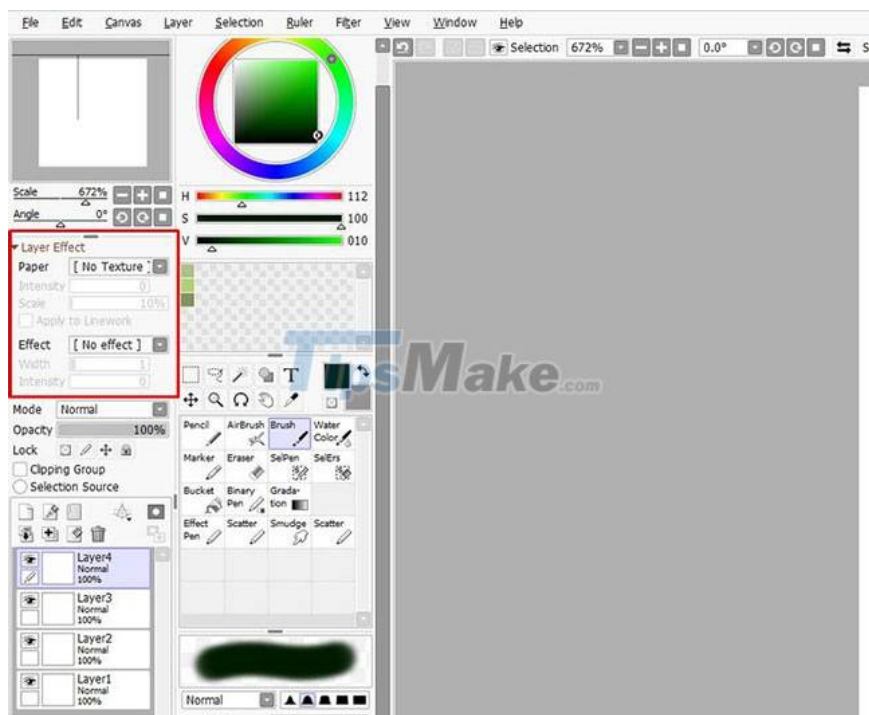 File Edit Canvas Layer Selection Ruler Filter View Window Help
Selection 672% 0.0° S
Scale 672%
Angle 0°
Layer Effect
Paper [ No Texture ]
Intensity 0
Scale 10%
Apply to Linework
Effect [ No effect ]
Width 1
Intensity 0
Mode Normal
Opacity 100%
Lock
Clipping Group
Selection Source
Layer4
Normal
100%
Layer3
Normal
100%
Layer2
Normal
100%
Layer1
Normal
100%
H 112
S 100
V 010
T
Pencil AirBrush Brush Water
Color
Marker Eraser SelPen SelErs
Bucket Binary Grada-
Pen tion
Effect Scatter Smudge Scatter
Pen
Normal
TipsMake.com